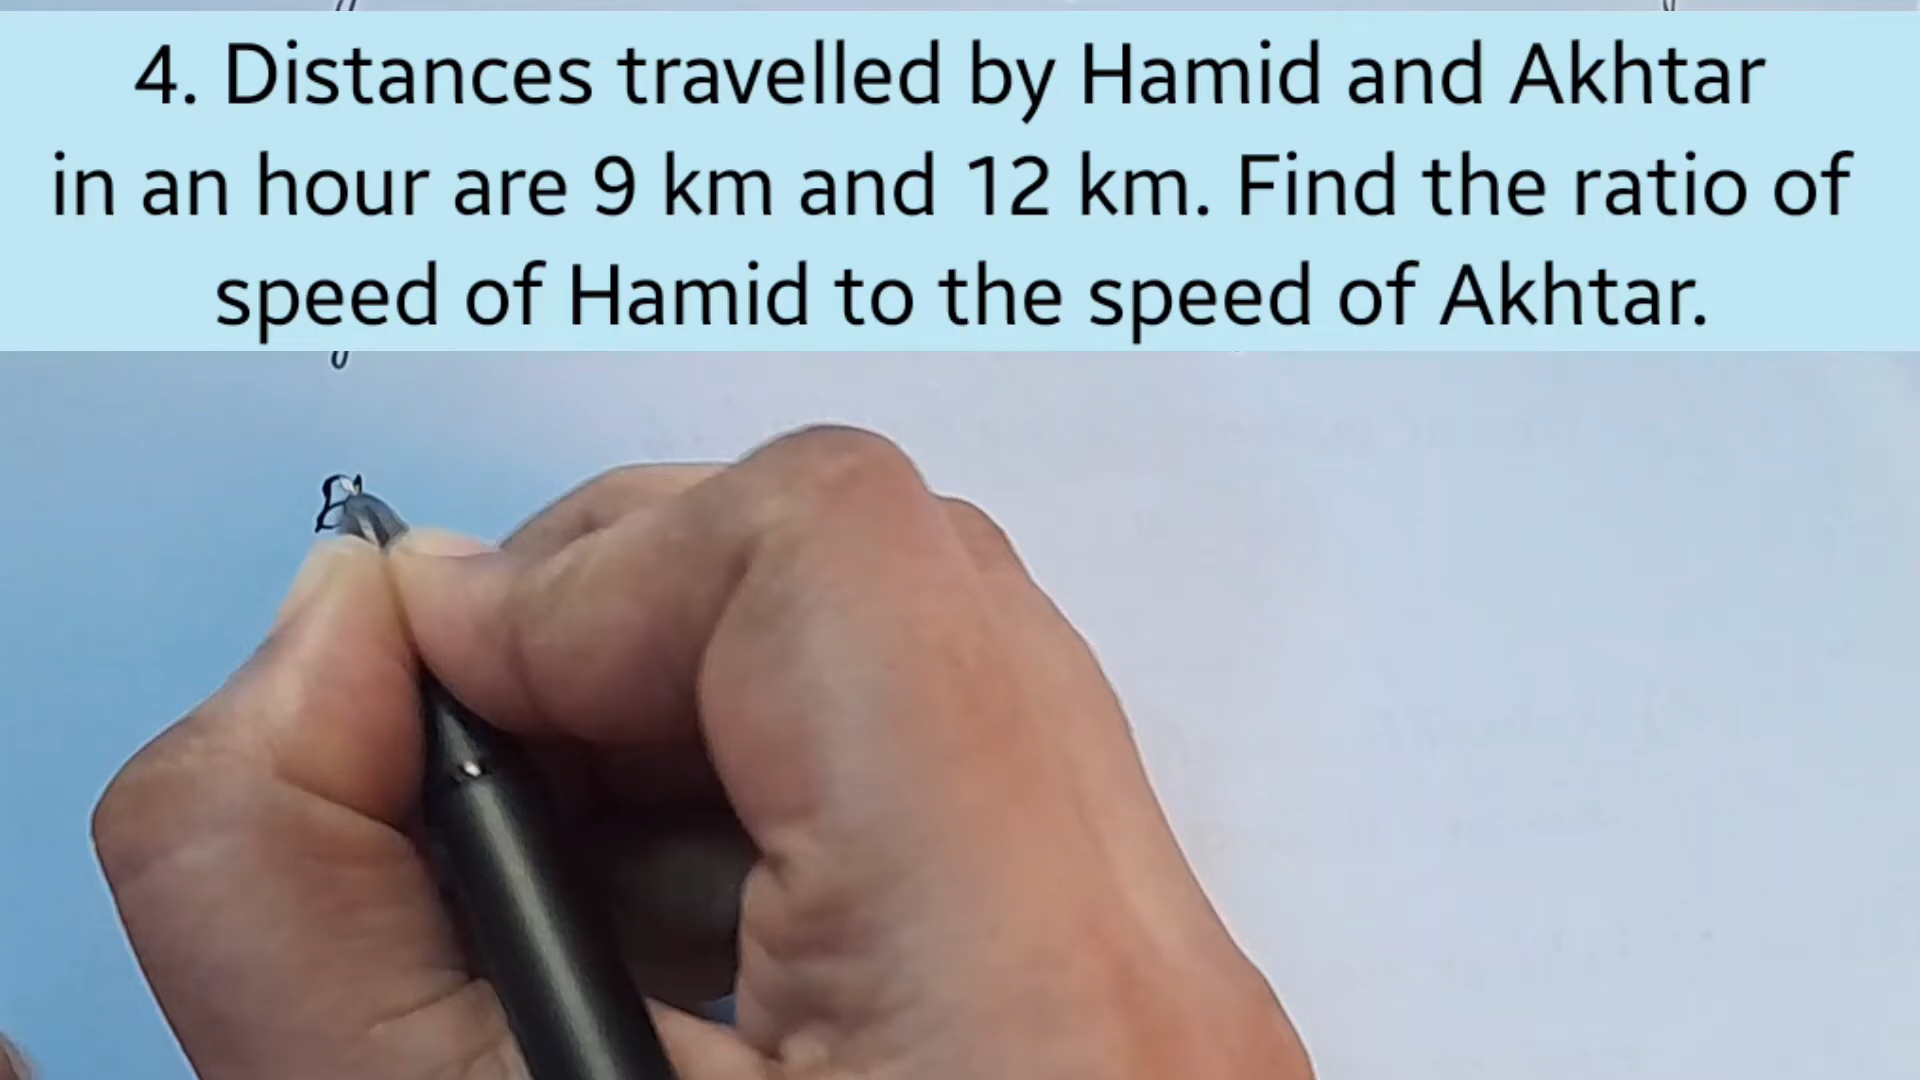 4. Distances travelled by Hamid and Akhtar
in an hour are 9 km and 12 km. Find the ratio of
speed of Hamid to the speed of Akhtar.